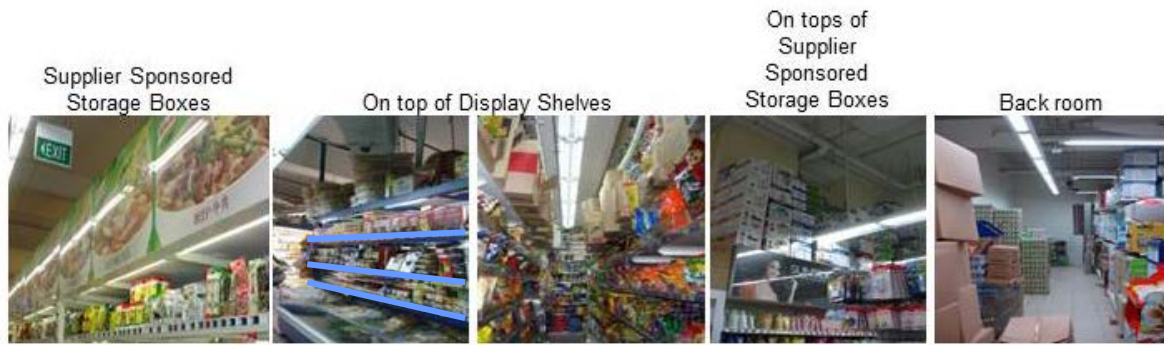 Supplier Sponsored
Storage Boxes
On top of Display Shelves
On tops of
Supplier
Sponsored
Storage Boxes
Back room
EXIT